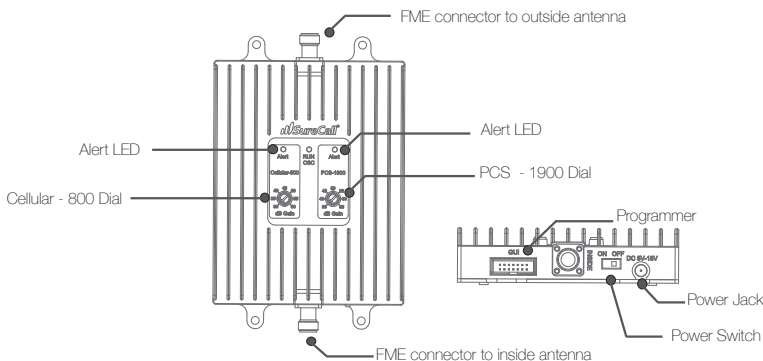 FME connector to outside antenna
SureCall
Alert LED
Alert LED
Alert
RUN
OSC
Alert
Cellular-800
PCS-1900
PCS - 1900 Dial
Cellular - 800 Dial
dB Gain
dB Gain
Programmer
GUI
INSIDE
ON OFF
DC 5V-15V
Power Jack
Power Switch
FME connector to inside antenna